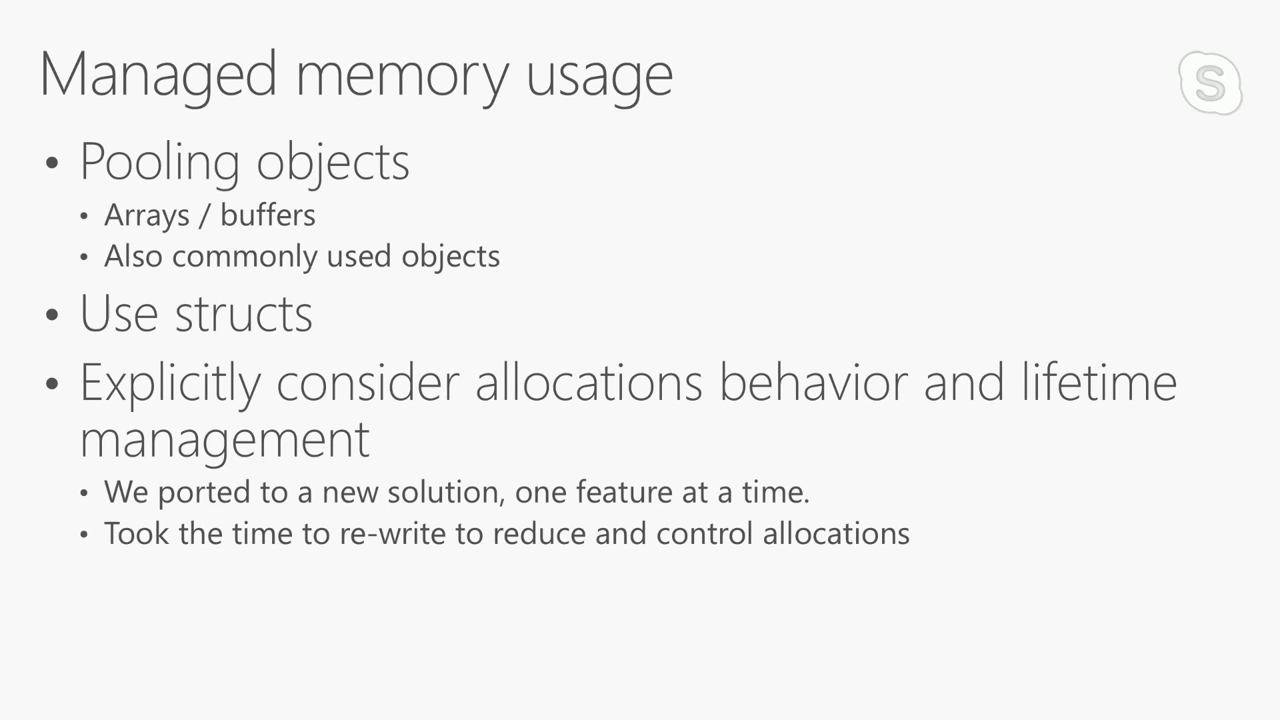 Managed memory usage
S
• Pooling objects
• Arrays / buffers
• Also commonly used objects
• Use structs
• Explicitly consider allocations behavior and lifetime
management
• We ported to a new solution, one feature at a time.
• Took the time to re-write to reduce and control allocations